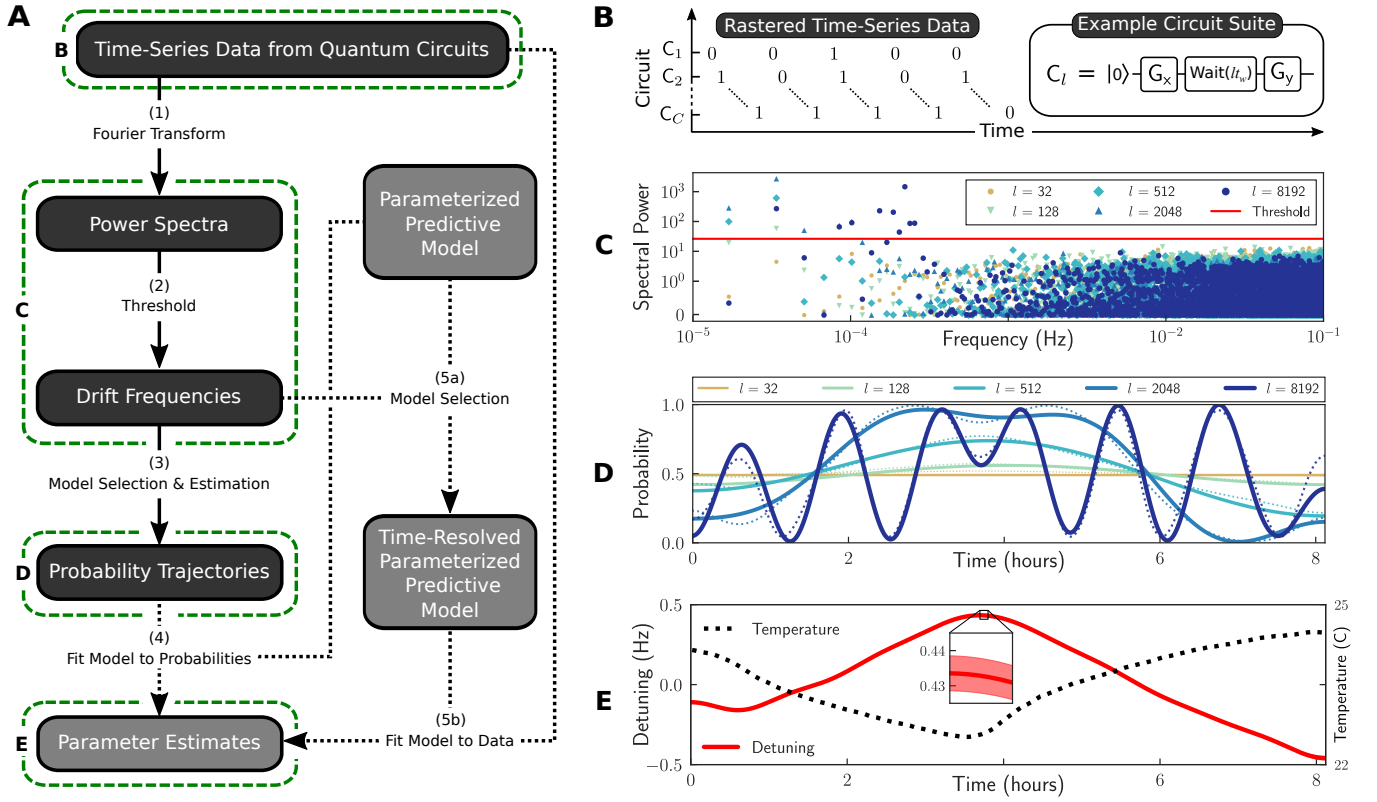 A
B
Time-Series Data from Quantum Circuits
(1)
Fourier Transform
C
Power Spectra
(2)
Threshold
Drift Frequencies
Parameterized
Predictive
Model
(5a)
Model Selection
(3)
Model Selection & Estimation
D
Probability Trajectories
Time-Resolved
Parameterized
Predictive
Model
(4)
Fit Model to Probabilities
(5b)
Fit Model to Data
E
Parameter Estimates
B
Rastered Time-Series Data
Circuit
C1 0 0 1 0 0
C2 1 0 1 0 1
CC 1 1 1 1 0
Time
Example Circuit Suite
Cl = |0⟩ Gx Wait(ltw) Gy
C
Spectral Power
10^3
10^2
10^1
10^0
0
l = 32 l = 512 l = 8192
l = 128 l = 2048 Threshold
10^−5 10^−4 10^−2 10^−1
Frequency (Hz)
D
l = 32 l = 128 l = 512 l = 2048 l = 8192
Probability
1.0
0.5
0.0
0 2 6 8
Time (hours)
E
Detuning (Hz)
0.5
0.0
−0.5
Temperature
Detuning
0.44
0.43
25
22
Temperature (C)
0 2 6 8
Time (hours)